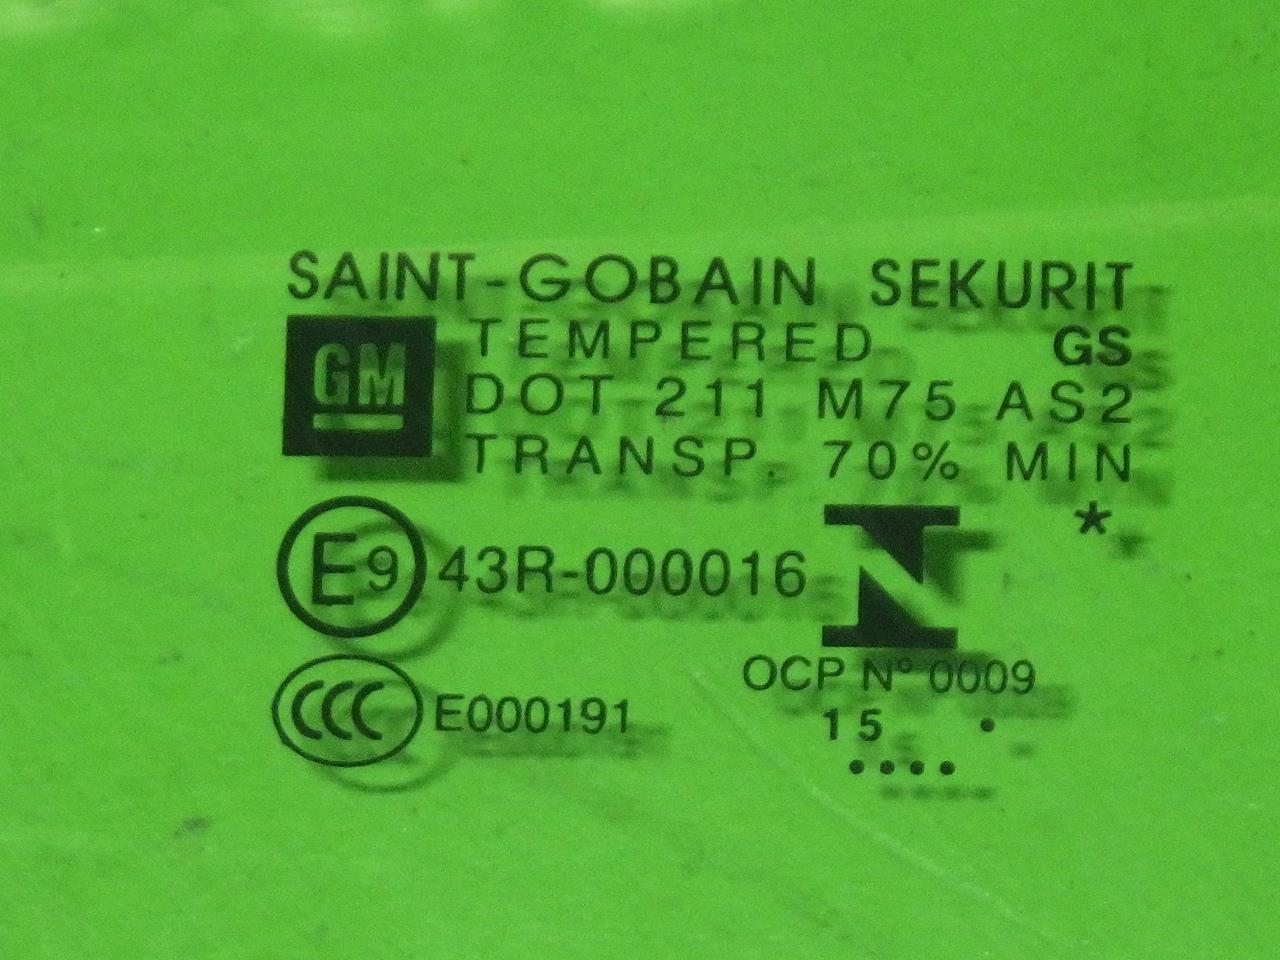 SAINT-GOBAIN SEKURIT
GM
TEMPERED GS
DOT 211 M75 AS2
TRANSP. 70% MIN
*
E9 43R-000016 N
CCC E000191
OCP Nº 0009
15 .
....